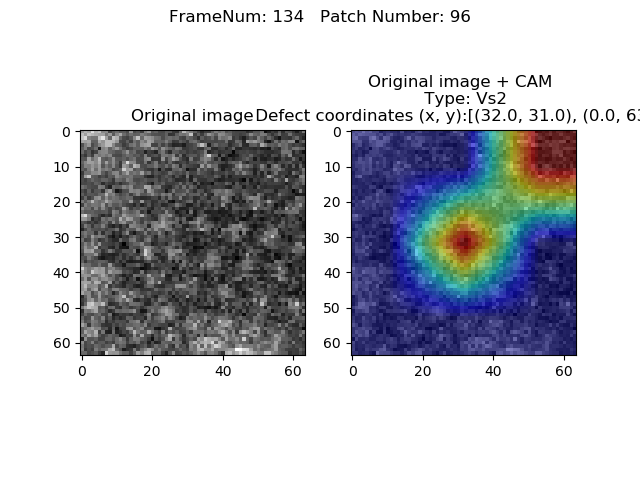 FrameNum: 134   Patch Number: 96
Original image + CAM
Type: Vs2
Original image
Defect coordinates (x, y):[(32.0, 31.0), (0.0, 63
0
10
20
30
40
50
60
0 20 40 60
0
10
20
30
40
50
60
0 20 40 60